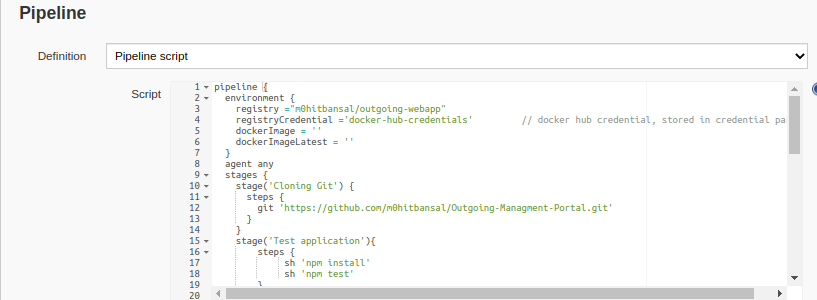 Pipeline
Definition
Pipeline script
Script
1 pipeline {
2 environment {
3 registry ="m0hitbansal/outgoing-webapp"
4 registryCredential ='docker-hub-credentials' // docker hub credential, stored in credential pa
5 dockerImage = ''
6 dockerImageLatest = ''
7 }
8 agent any
9 stages {
10 stage('Cloning Git') {
11 steps {
12 git 'https://github.com/m0hitbansal/Outgoing-Managment-Portal.git'
13 }
14 }
15 stage('Test application'){
16 steps {
17 sh 'npm install'
18 sh 'npm test'
19 }
20